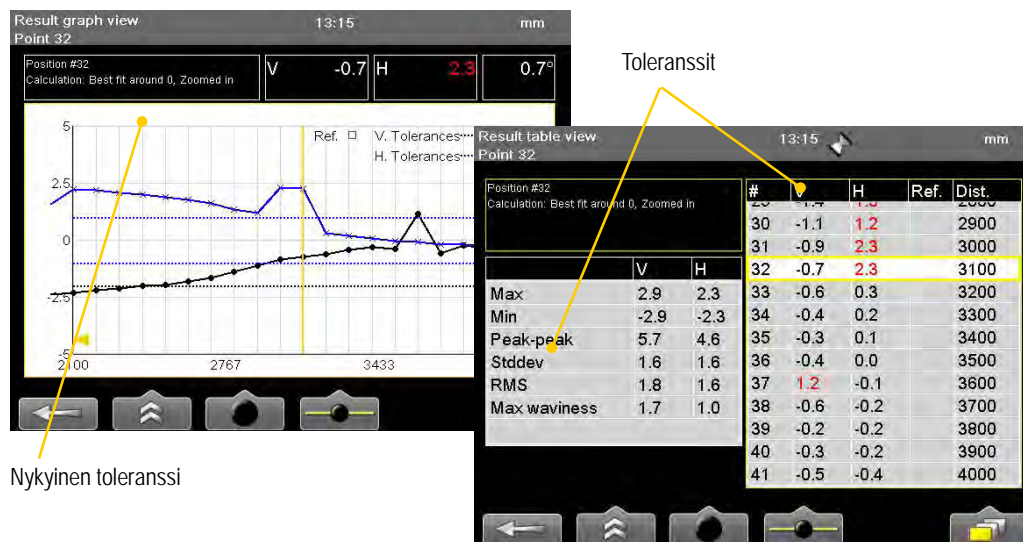 Result graph view 13:15 mm
Point 32
Position #32
Calculation: Best fit around 0, Zoomed in
V -0.7 H 2.3 0.7°
Ref. V. Tolerances
H. Tolerances
5
2.5
0
-2.5
-5
2100 2767 3433
Nykyinen toleranssi
Toleranssit
Result table view 13:15 mm
Point 32
Position #32
Calculation: Best fit around 0, Zoomed in
V H
Max 2.9 2.3
Min -2.9 -2.3
Peak-peak 5.7 4.6
Stddev 1.6 1.6
RMS 1.8 1.6
Max waviness 1.7 1.0
# V H Ref. Dist.
30 -1.1 1.2 2900
31 -0.9 2.3 3000
32 -0.7 2.3 3100
33 -0.6 0.3 3200
34 -0.4 0.2 3300
35 -0.3 0.1 3400
36 -0.4 0.0 3500
37 1.2 -0.1 3600
38 -0.6 -0.2 3700
39 -0.2 -0.2 3800
40 -0.3 -0.2 3900
41 -0.5 -0.4 4000